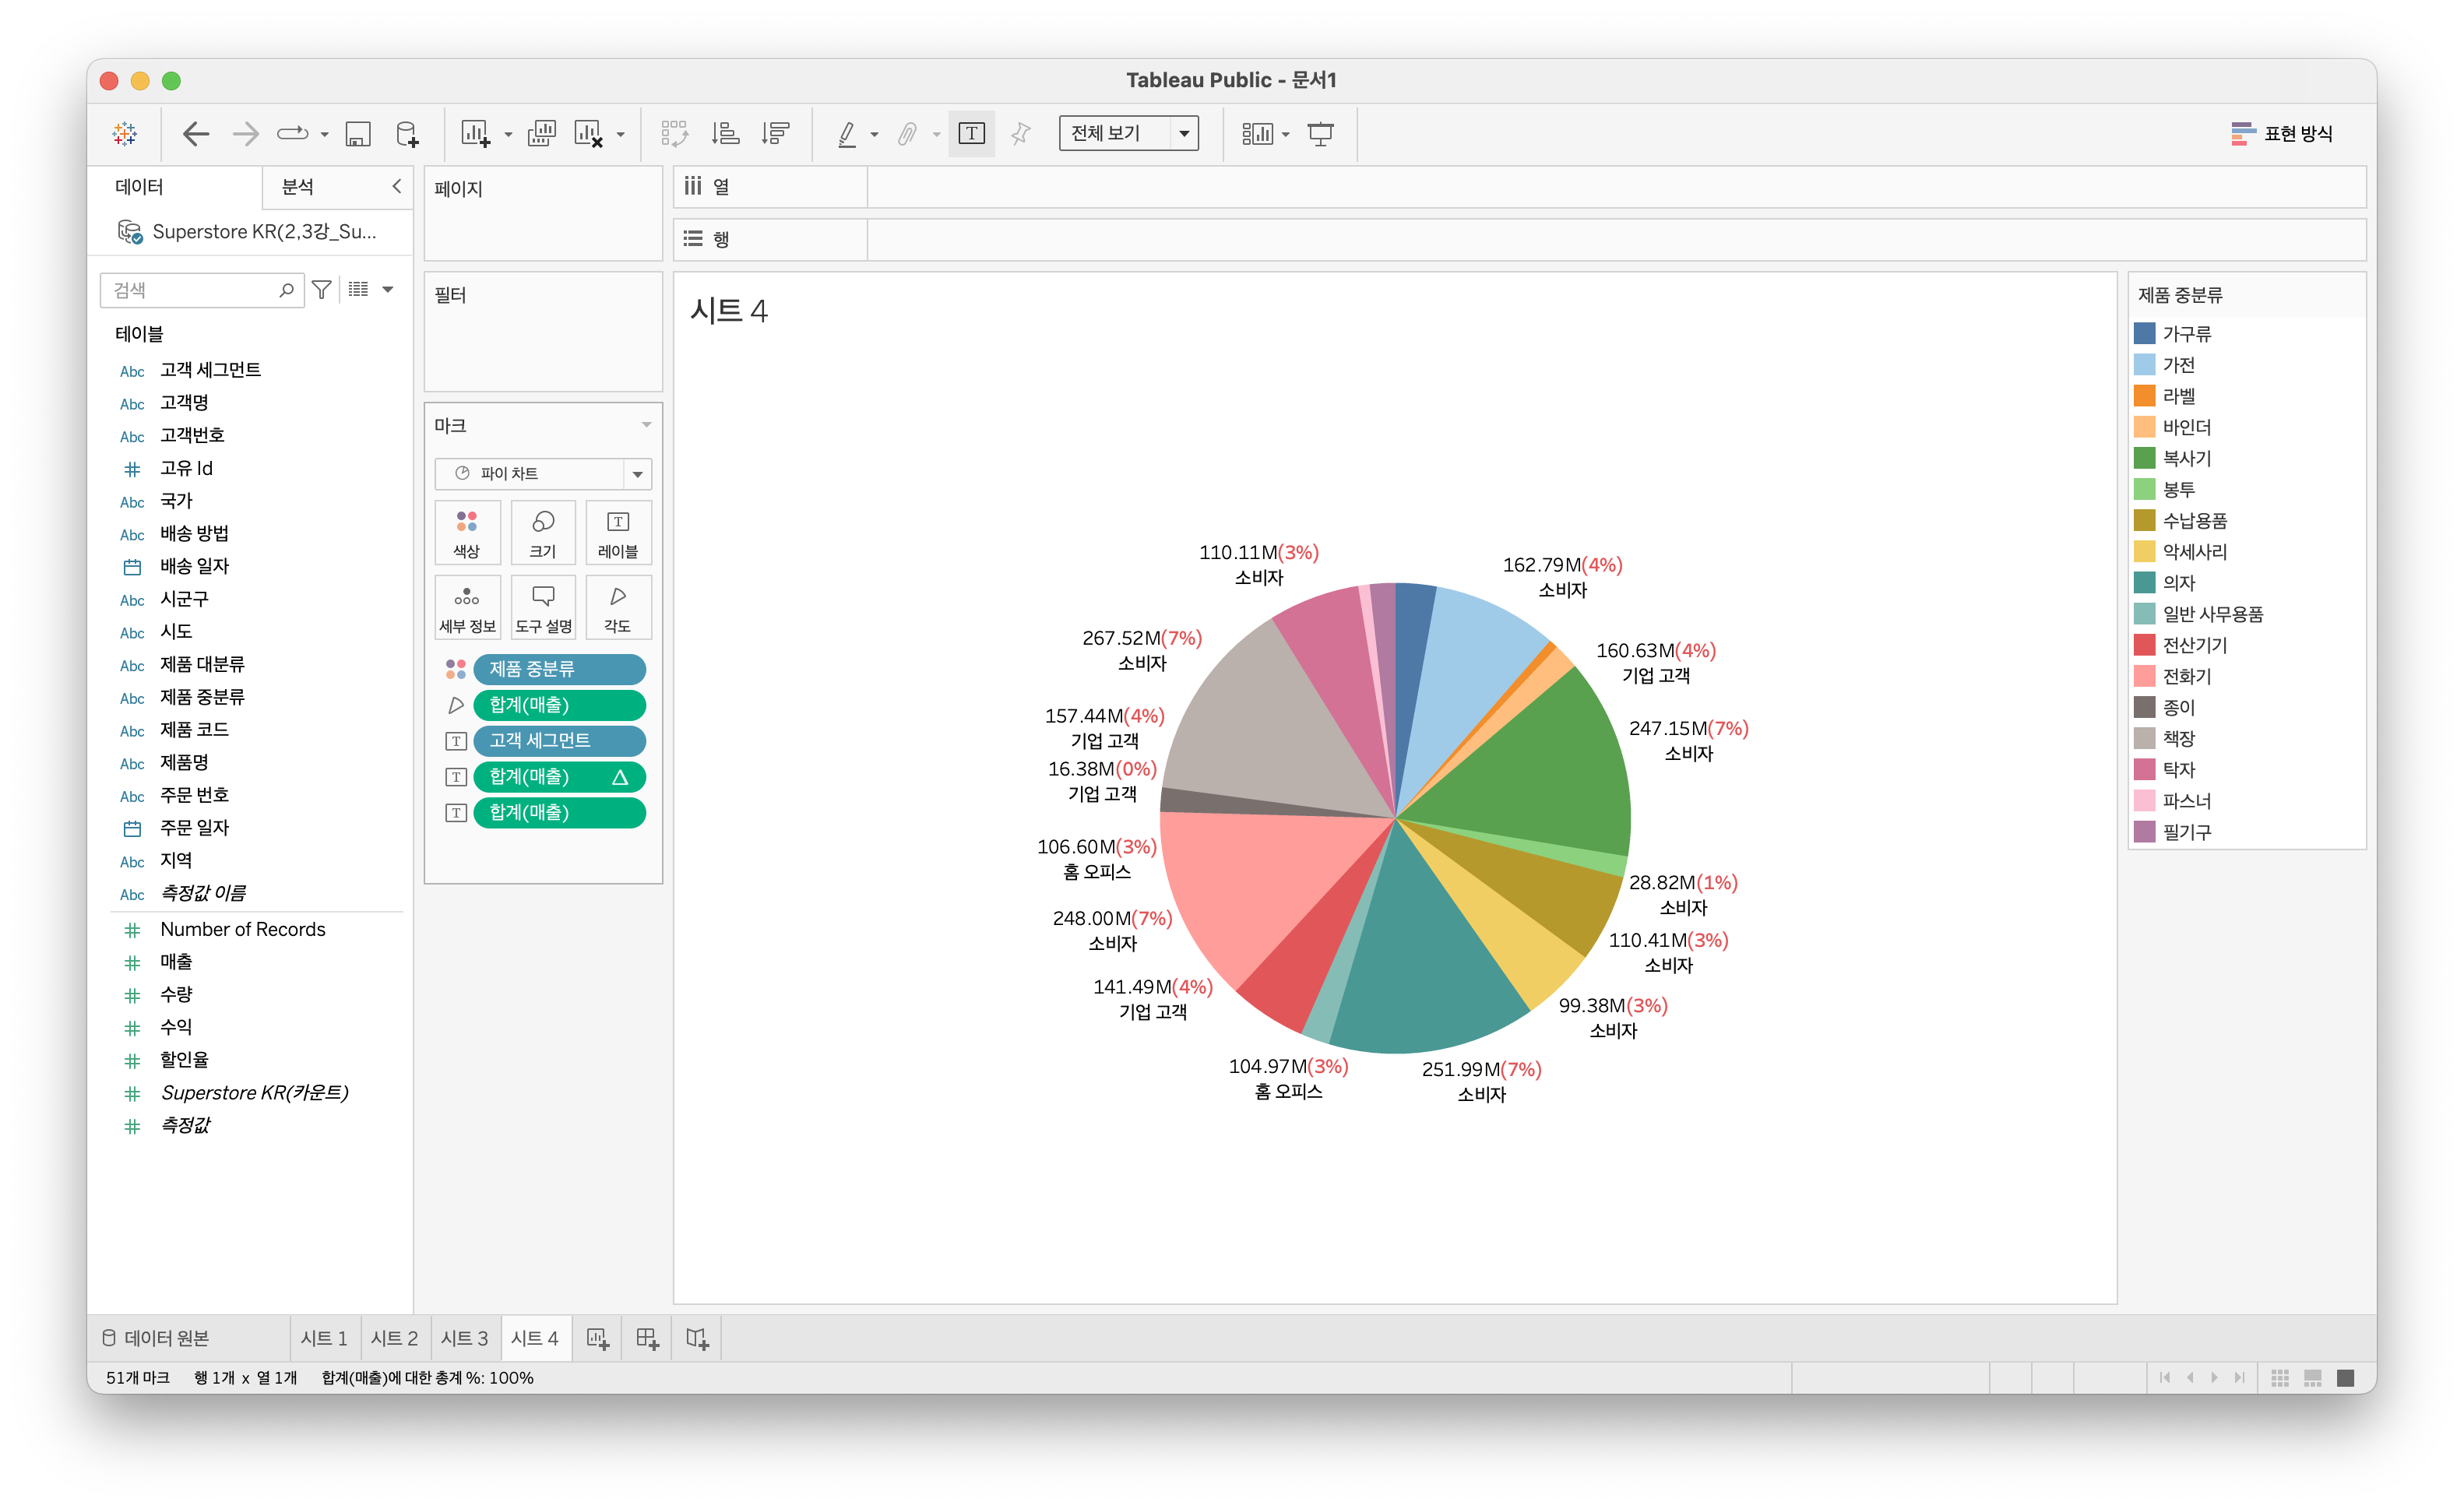 Tableau Public - 문서1
전체 보기
표현 방식
데이터
분석
Superstore KR(2,3강_Su...
검색
테이블
Abc 고객 세그먼트
Abc 고객명
Abc 고객번호
고유 Id
Abc 국가
Abc 배송 방법
배송 일자
Abc 시군구
Abc 시도
Abc 제품 대분류
Abc 제품 중분류
Abc 제품 코드
Abc 제품명
Abc 주문 번호
주문 일자
Abc 지역
Abc 측정값 이름
Number of Records
매출
수량
수익
할인율
Superstore KR(카운트)
측정값
페이지
필터
마크
파이 차트
색상
크기
T
레이블
세부 정보
도구 설명
각도
제품 중분류
합계(매출)
T 고객 세그먼트
T 합계(매출)
T 합계(매출)
열
행
시트 4
110.11M(3%)
소비자
162.79M(4%)
소비자
267.52M(7%)
소비자
160.63M(4%)
기업 고객
157.44M(4%)
기업 고객
247.15M(7%)
소비자
16.38M(0%)
기업 고객
106.60M(3%)
홈 오피스
28.82M(1%)
소비자
248.00M(7%)
소비자
110.41M(3%)
소비자
141.49M(4%)
기업 고객
99.38M(3%)
소비자
104.97M(3%)
홈 오피스
251.99M(7%)
소비자
제품 중분류
가구류
가전
라벨
바인더
복사기
봉투
수납용품
악세사리
의자
일반 사무용품
전산기기
전화기
종이
책장
탁자
파스너
필기구
데이터 원본
시트 1
시트 2
시트 3
시트 4
51개 마크
행 1개 x 열 1개
합계(매출)에 대한 총계 %: 100%